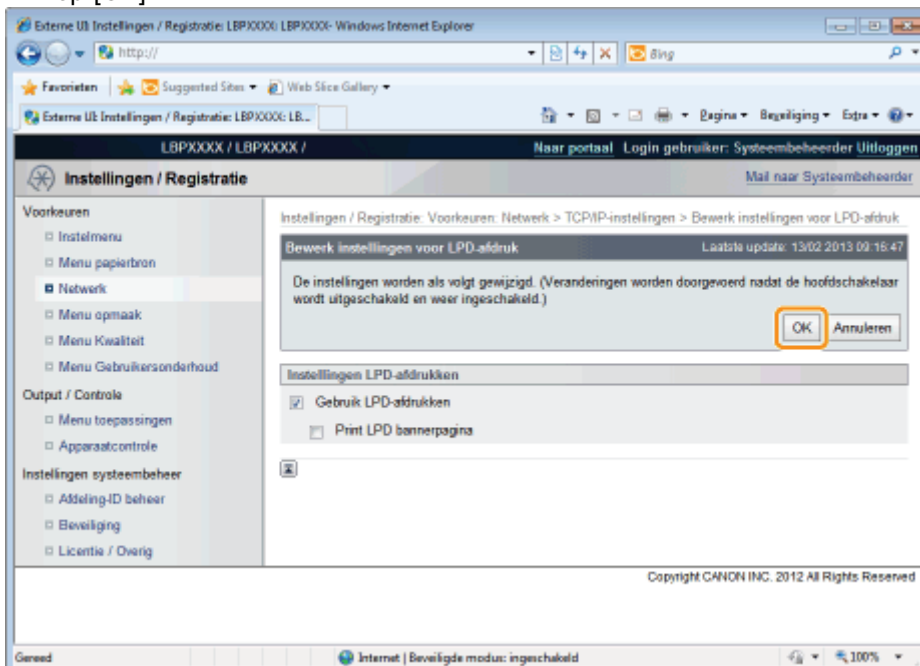 Externe UI: Instellingen / Registratie: LBPXXXX: LBPXXXX- Windows Internet Explorer
http://
Bing
Favorieten
Suggested Sites
Web Slice Gallery
Externe UI: Instellingen / Registratie: LBPXXXX: LB...
Pagina
Beveiliging
Extra
LBPXXXX / LBPXXXX /
Naar portaal Login gebruiker: Systeembeheerder Uitloggen
Instellingen / Registratie
Mail naar Systeembeheerder
Voorkeuren
Instelmenu
Menu papierbron
Netwerk
Menu opmaak
Menu Kwaliteit
Menu Gebruikersonderhoud
Output / Controle
Menu toepassingen
Apparaatcontrole
Instellingen systeembeheer
Afdeling-ID beheer
Beveiliging
Licentie / Overig
Instellingen / Registratie: Voorkeuren: Netwerk > TCP/IP-instellingen > Bewerk instellingen voor LPD-afdruk
Bewerk instellingen voor LPD-afdruk
Laatste update: 13/02 2013 09:16:47
De instellingen worden als volgt gewijzigd. (Veranderingen worden doorgevoerd nadat de hoofdschakelaar
wordt uitgeschakeld en weer ingeschakeld.)
OK
Annuleren
Instellingen LPD-afdrukken
Gebruik LPD-afdrukken
Print LPD bannerpagina
Copyright CANON INC. 2012 All Rights Reserved
Gereed
Internet | Beveiligde modus: ingeschakeld
100%